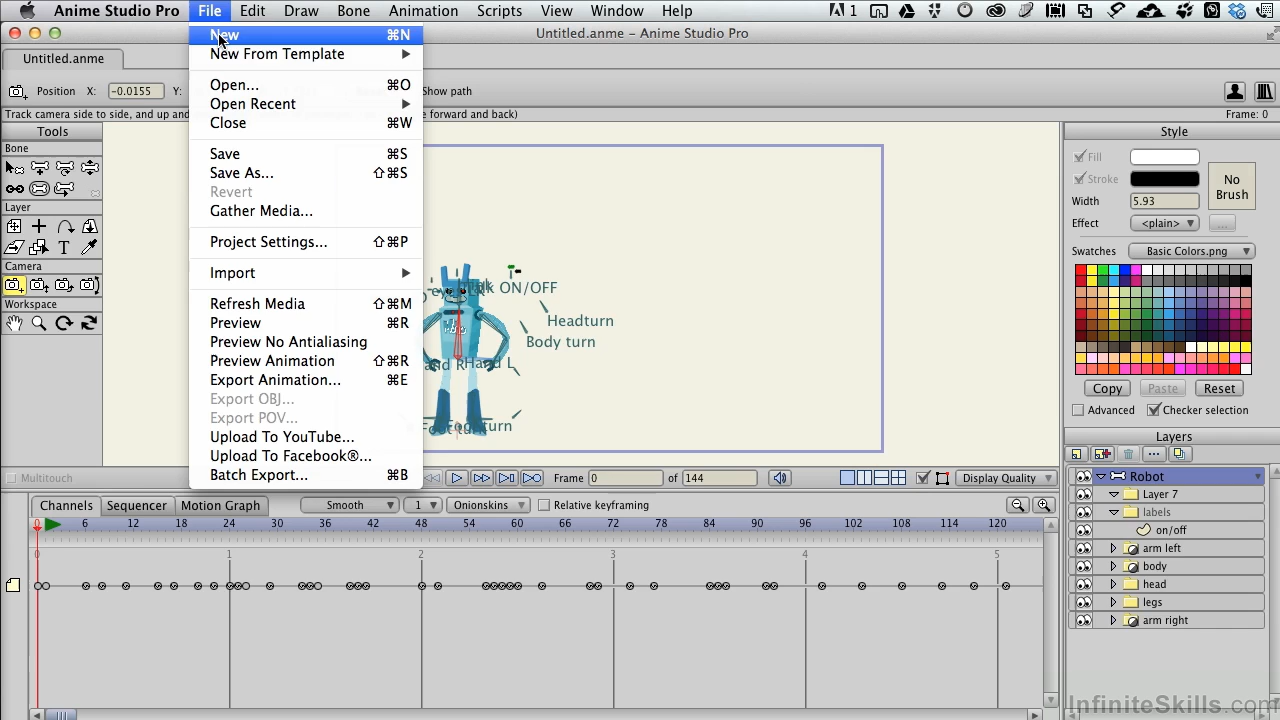 Anime Studio Pro File Edit Draw Bone Animation Scripts View Window Help 1
Untitled.anme – Anime Studio Pro
Untitled.anme
Position X: -0.0155 Y: Show path
Track camera side to side, and up and forward and back) Frame: 0
New ⌘N
New From Template
Open... ⌘O
Open Recent
Close ⌘W
Save ⌘S
Save As... ⇧⌘S
Revert
Gather Media...
Project Settings... ⇧⌘P
Import
Refresh Media ⇧⌘M
Preview ⌘R
Preview No Antialiasing
Preview Animation ⇧⌘R
Export Animation... ⌘E
Export OBJ...
Export POV...
Upload To YouTube...
Upload To Facebook®...
Batch Export... ⌘B
Tools
Bone
Layer
T
Camera
Workspace
ON/OFF
Headturn
Body turn
Hand L
Style
Fill
Stroke
No
Brush
Width 5.93
Effect <plain> ...
Swatches Basic Colors.png
Copy Paste Reset
Advanced Checker selection
Layers
Robot
Layer 7
labels
on/off
arm left
body
head
legs
arm right
Multitouch
Frame 0 of 144 Display Quality
Channels Sequencer Motion Graph Smooth 1 Onionskins Relative keyframing
0 6 12 18 24 30 36 42 48 54 60 66 72 78 84 90 96 102 108 114 120
0 1 2 3 4 5
InfiniteSkills.com